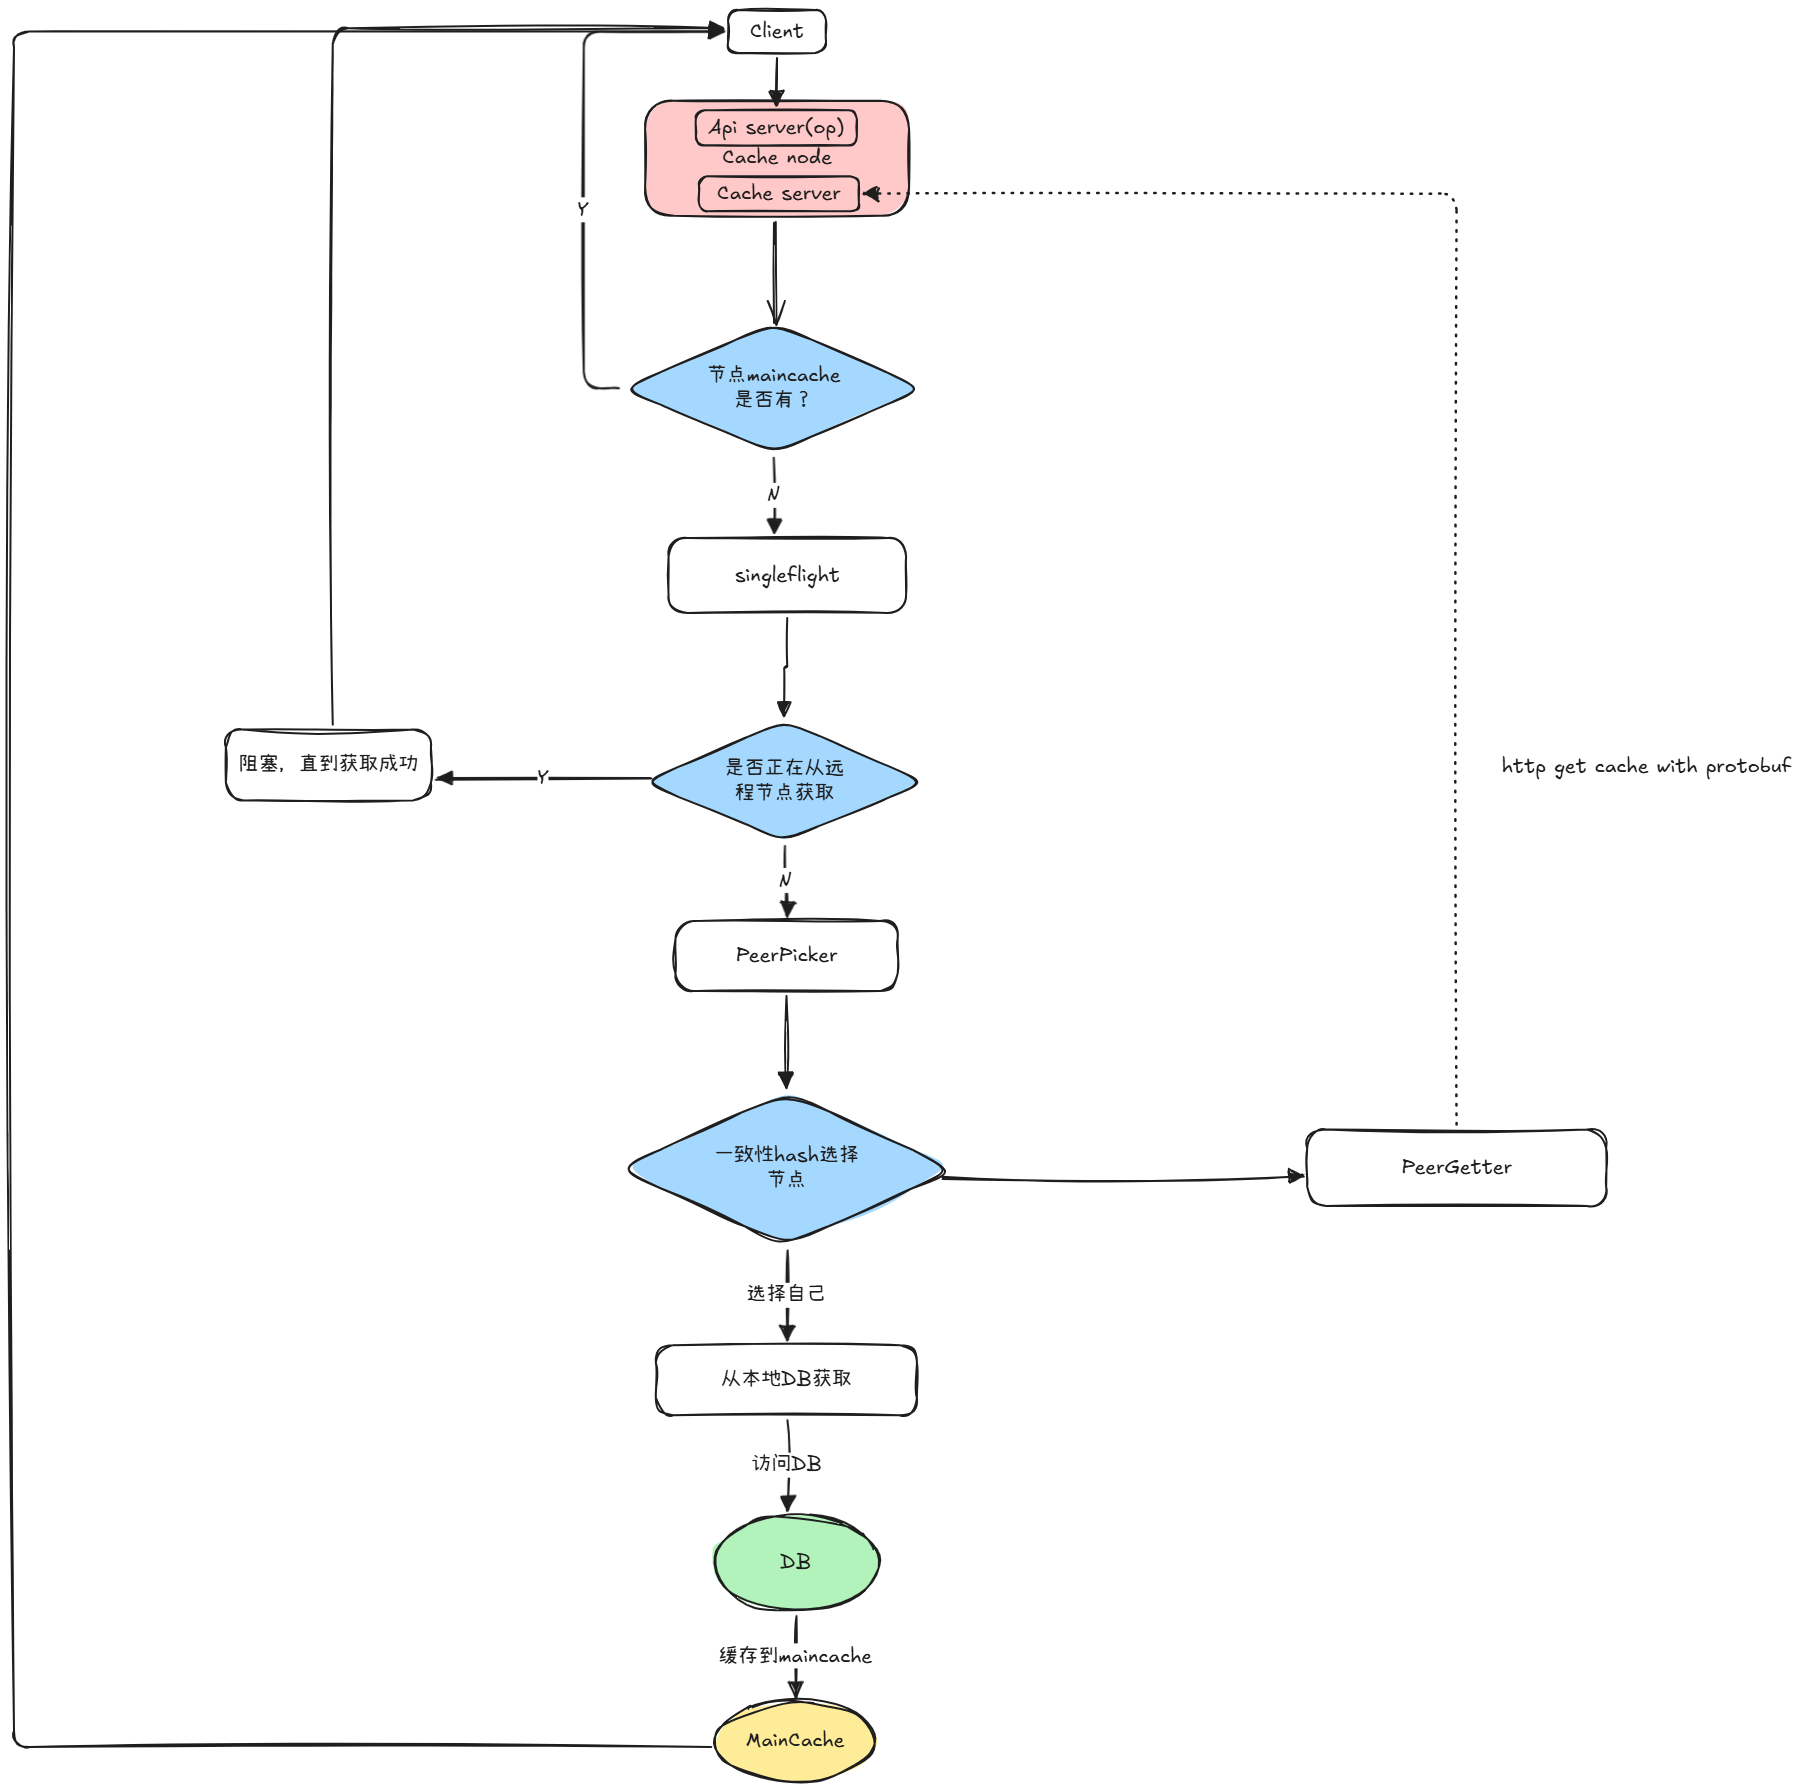 Client
Api server(op)
Cache node
Cache server
Y
节点maincache
是否有？
N
singleflight
阻塞，直到获取成功
Y
是否正在从远
程节点获取
http get cache with protobuf
N
PeerPicker
一致性hash选择
节点
PeerGetter
选择自己
从本地DB获取
访问DB
DB
缓存到maincache
MainCache